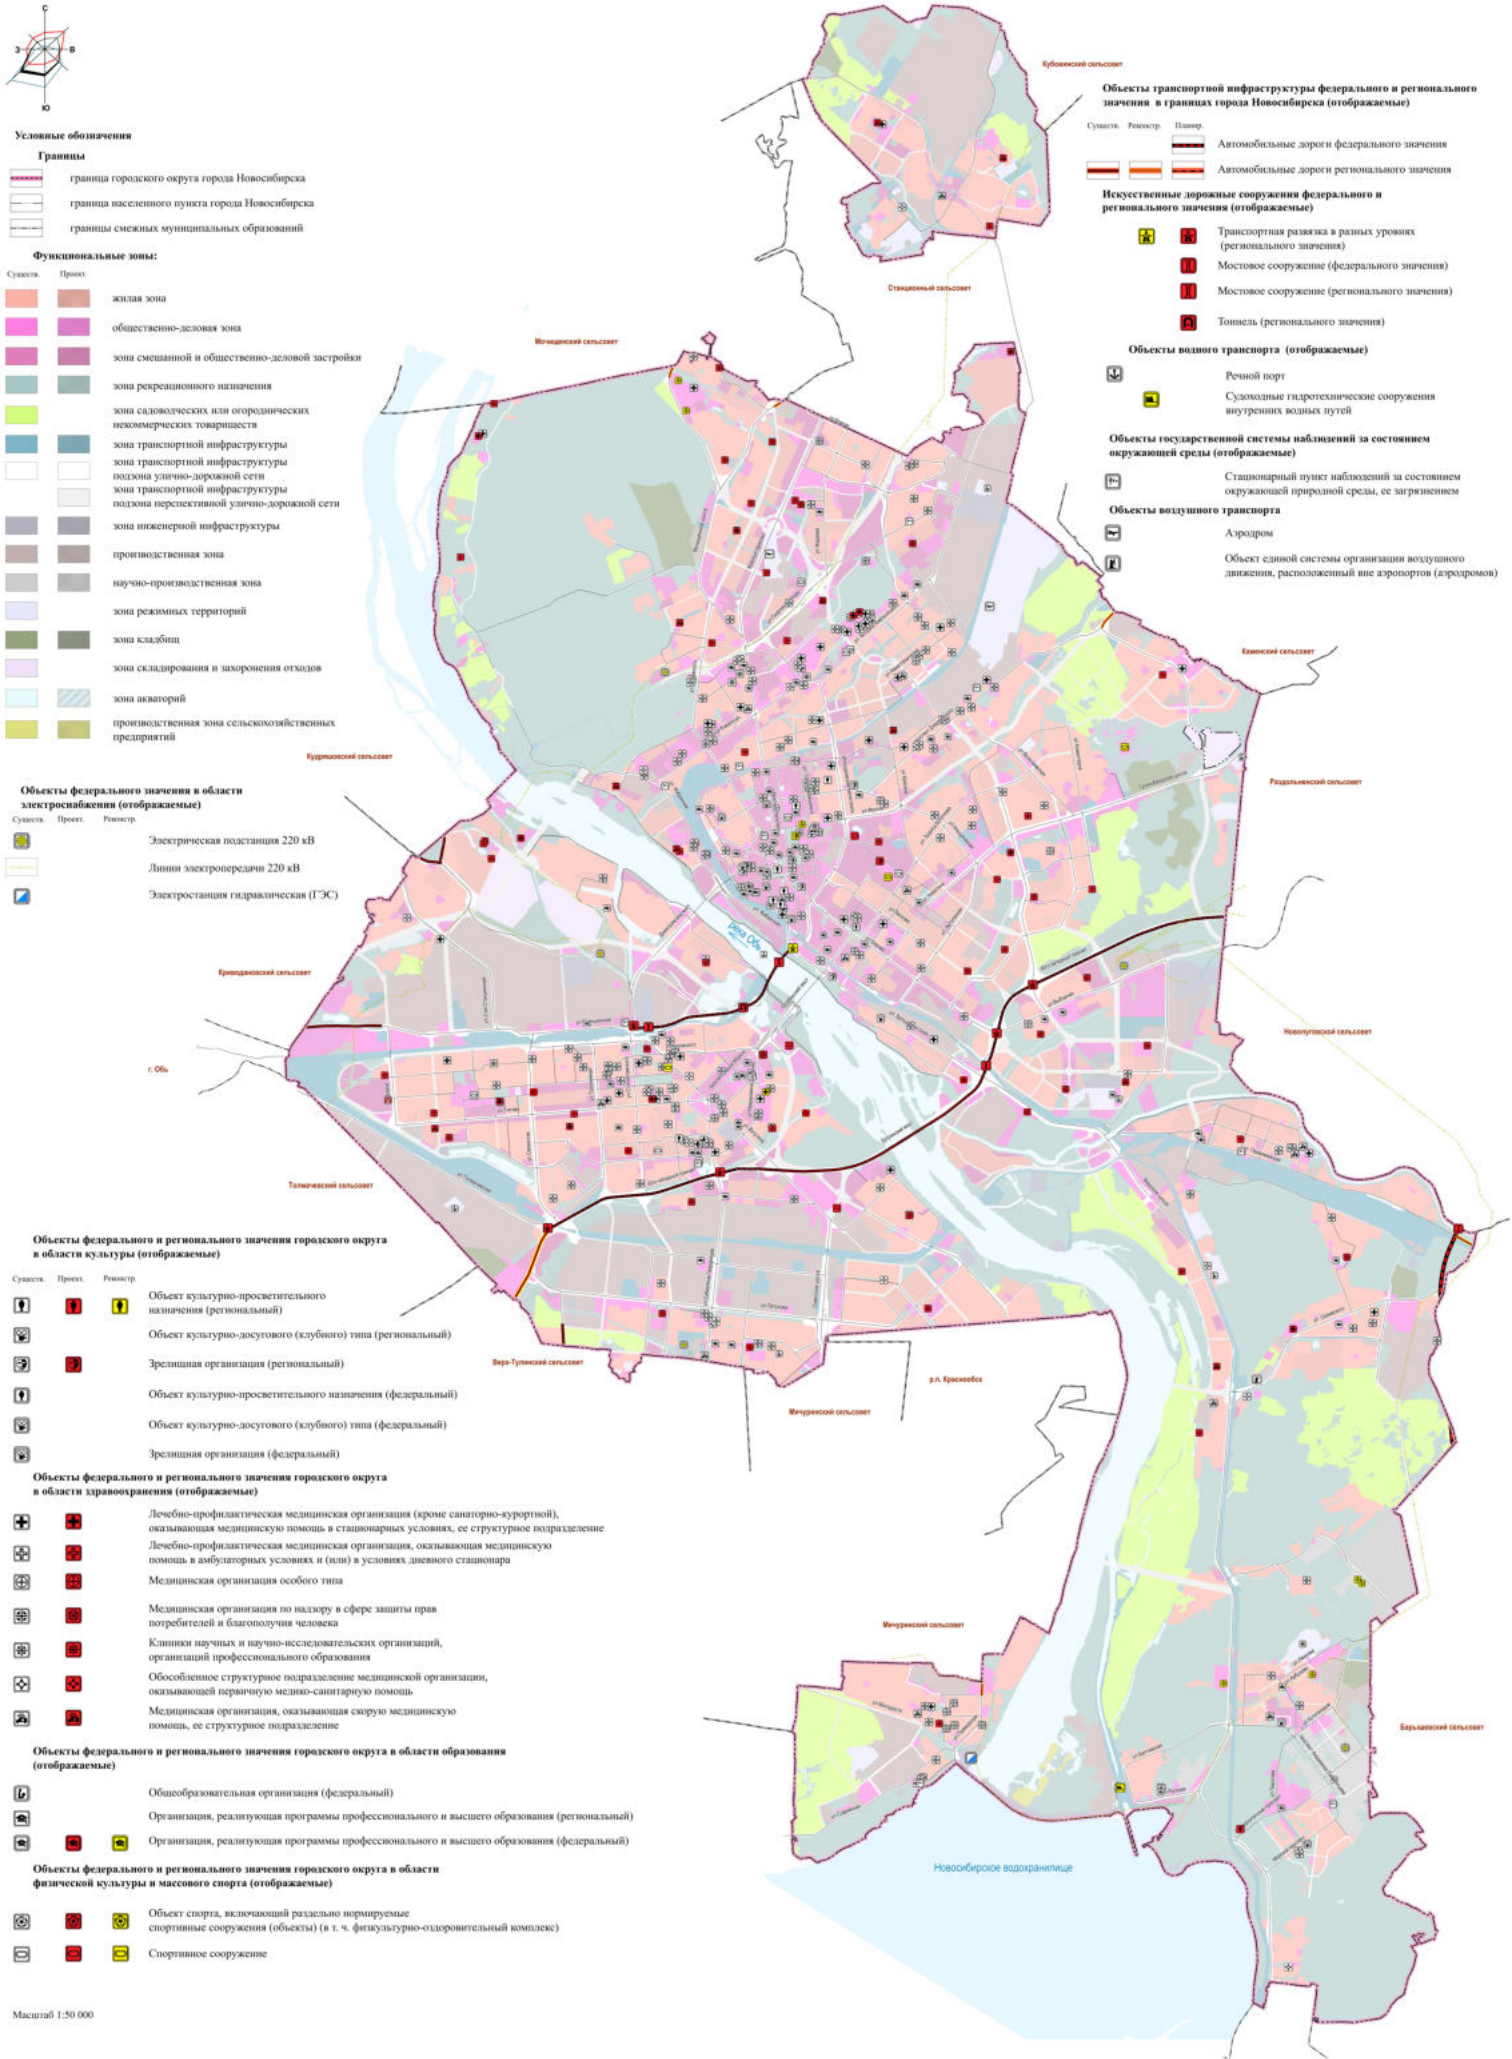 С
З
В
Ю
Условные обозначения
Границы
граница городского округа города Новосибирска
граница населенного пункта города Новосибирска
границы смежных муниципальных образований
Функциональные зоны:
Существ. Проект.
жилая зона
общественно-деловая зона
зона смешанной и общественно-деловой застройки
зона рекреационного назначения
зона садоводческих или огороднических
некоммерческих товариществ
зона транспортной инфраструктуры
зона транспортной инфраструктуры
подзона улично-дорожной сети
зона транспортной инфраструктуры
подзона перспективной улично-дорожной сети
зона инженерной инфраструктуры
производственная зона
научно-производственная зона
зона режимных территорий
зона кладбищ
зона складирования и захоронения отходов
зона акваторий
производственная зона сельскохозяйственных
предприятий
Объекты федерального значения в области
электроснабжения (отображаемые)
Существ. Проект. Реконстр.
Электрическая подстанция 220 кВ
Линии электропередачи 220 кВ
Электростанция гидравлическая (ГЭС)
Объекты федерального и регионального значения городского округа
в области культуры (отображаемые)
Существ. Проект. Реконстр.
Объект культурно-просветительного
назначения (региональный)
Объект культурно-досугового (клубного) типа (региональный)
Зрелищная организация (региональный)
Объект культурно-просветительного назначения (федеральный)
Объект культурно-досугового (клубного) типа (федеральный)
Зрелищная организация (федеральный)
Объекты федерального и регионального значения городского округа
в области здравоохранения (отображаемые)
Лечебно-профилактическая медицинская организация (кроме санаторно-курортной),
оказывающая медицинскую помощь в стационарных условиях, ее структурное подразделение
Лечебно-профилактическая медицинская организация, оказывающая медицинскую
помощь в амбулаторных условиях и (или) в условиях дневного стационара
Медицинская организация особого типа
Медицинская организация по надзору в сфере защиты прав
потребителей и благополучия человека
Клиники научных и научно-исследовательских организаций,
организаций профессионального образования
Обособленное структурное подразделение медицинской организации,
оказывающей первичную медико-санитарную помощь
Медицинская организация, оказывающая скорую медицинскую
помощь, ее структурное подразделение
Объекты федерального и регионального значения городского округа в области образования
(отображаемые)
Общеобразовательная организация (федеральный)
Организация, реализующая программы профессионального и высшего образования (региональный)
Организация, реализующая программы профессионального и высшего образования (федеральный)
Объекты федерального и регионального значения городского округа в области
физической культуры и массового спорта (отображаемые)
Объект спорта, включающий раздельно нормируемые
спортивные сооружения (объекты) (в т. ч. физкультурно-оздоровительный комплекс)
Спортивное сооружение
Масштаб 1:50 000
Объекты транспортной инфраструктуры федерального и регионального
значения в границах города Новосибирска (отображаемые)
Существ. Реконстр. Планир.
Автомобильные дороги федерального значения
Автомобильные дороги регионального значения
Искусственные дорожные сооружения федерального и
регионального значения (отображаемые)
Транспортная развязка в разных уровнях
(регионального значения)
Мостовое сооружение (федерального значения)
Мостовое сооружение (регионального значения)
Тоннель (регионального значения)
Объекты водного транспорта (отображаемые)
Речной порт
Судоходные гидротехнические сооружения
внутренних водных путей
Объекты государственной системы наблюдений за состоянием
окружающей среды (отображаемые)
Стационарный пункт наблюдений за состоянием
окружающей природной среды, ее загрязнением
Объекты воздушного транспорта
Аэродром
Объект единой системы организации воздушного
движения, расположенный вне аэропортов (аэродромов)
Кубовинский сельсовет
Станционный сельсовет
Мочищенский сельсовет
Каменский сельсовет
Кудряшовский сельсовет
Раздольненский сельсовет
река Обь
Криводановский сельсовет
Новолуговской сельсовет
г. Обь
Толмачевский сельсовет
Верх-Тулинский сельсовет
р.п. Краснообск
Мичуринский сельсовет
Мичуринский сельсовет
Барышевский сельсовет
Новосибирское водохранилище